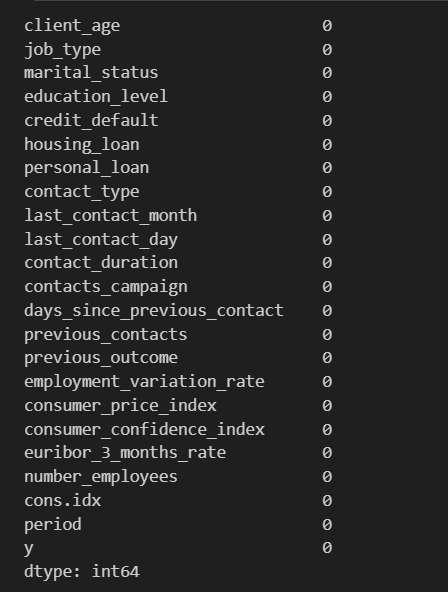 client_age 0
job_type 0
marital_status 0
education_level 0
credit_default 0
housing_loan 0
personal_loan 0
contact_type 0
last_contact_month 0
last_contact_day 0
contact_duration 0
contacts_campaign 0
days_since_previous_contact 0
previous_contacts 0
previous_outcome 0
employment_variation_rate 0
consumer_price_index 0
consumer_confidence_index 0
euribor_3_months_rate 0
number_employees 0
cons.idx 0
period 0
y 0
dtype: int64